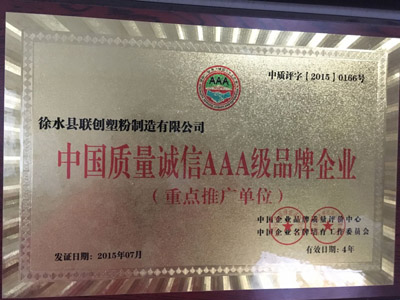 AAA
中质评字【2015】0166号
徐水县联创塑粉制造有限公司
中国质量诚信AAA级品牌企业
（重点推广单位）
中国企业品牌质量评价中心
中国企业名牌培育工作委员会
发证日期：2015年07月
有效日期：4年